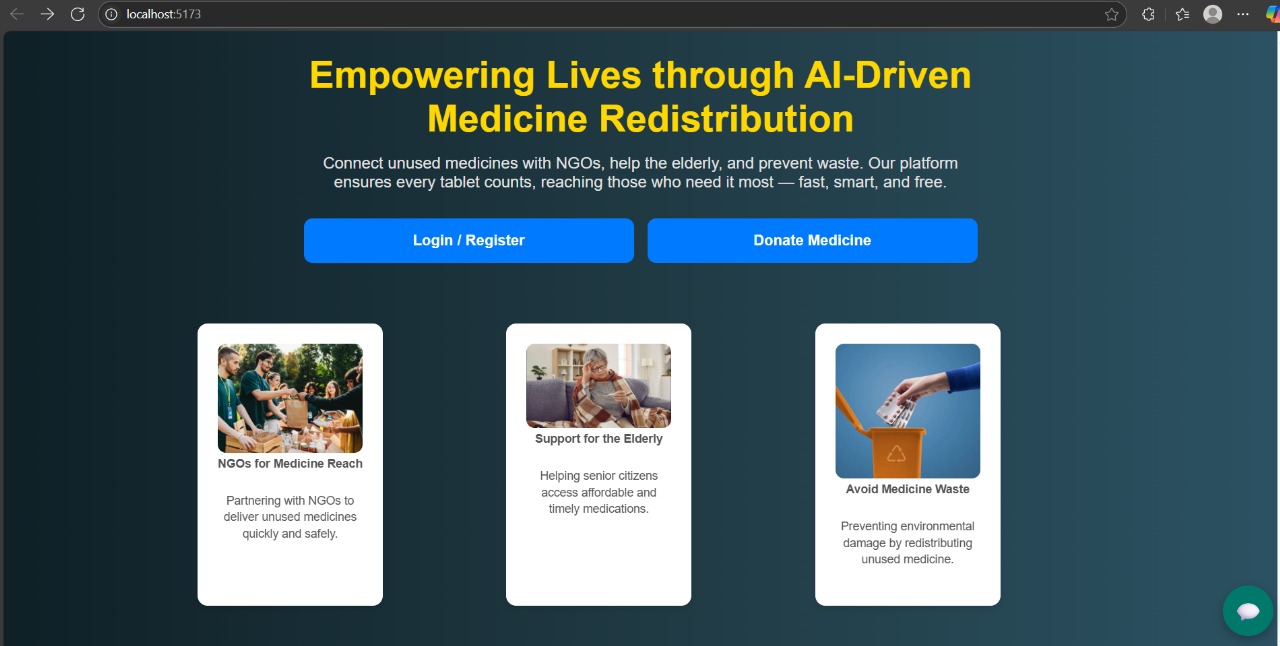 localhost:5173
Empowering Lives through AI-Driven
Medicine Redistribution
Connect unused medicines with NGOs, help the elderly, and prevent waste. Our platform
ensures every tablet counts, reaching those who need it most — fast, smart, and free.
Login / Register
Donate Medicine
NGOs for Medicine Reach
Partnering with NGOs to
deliver unused medicines
quickly and safely.
Support for the Elderly
Helping senior citizens
access affordable and
timely medications.
Avoid Medicine Waste
Preventing environmental
damage by redistributing
unused medicine.